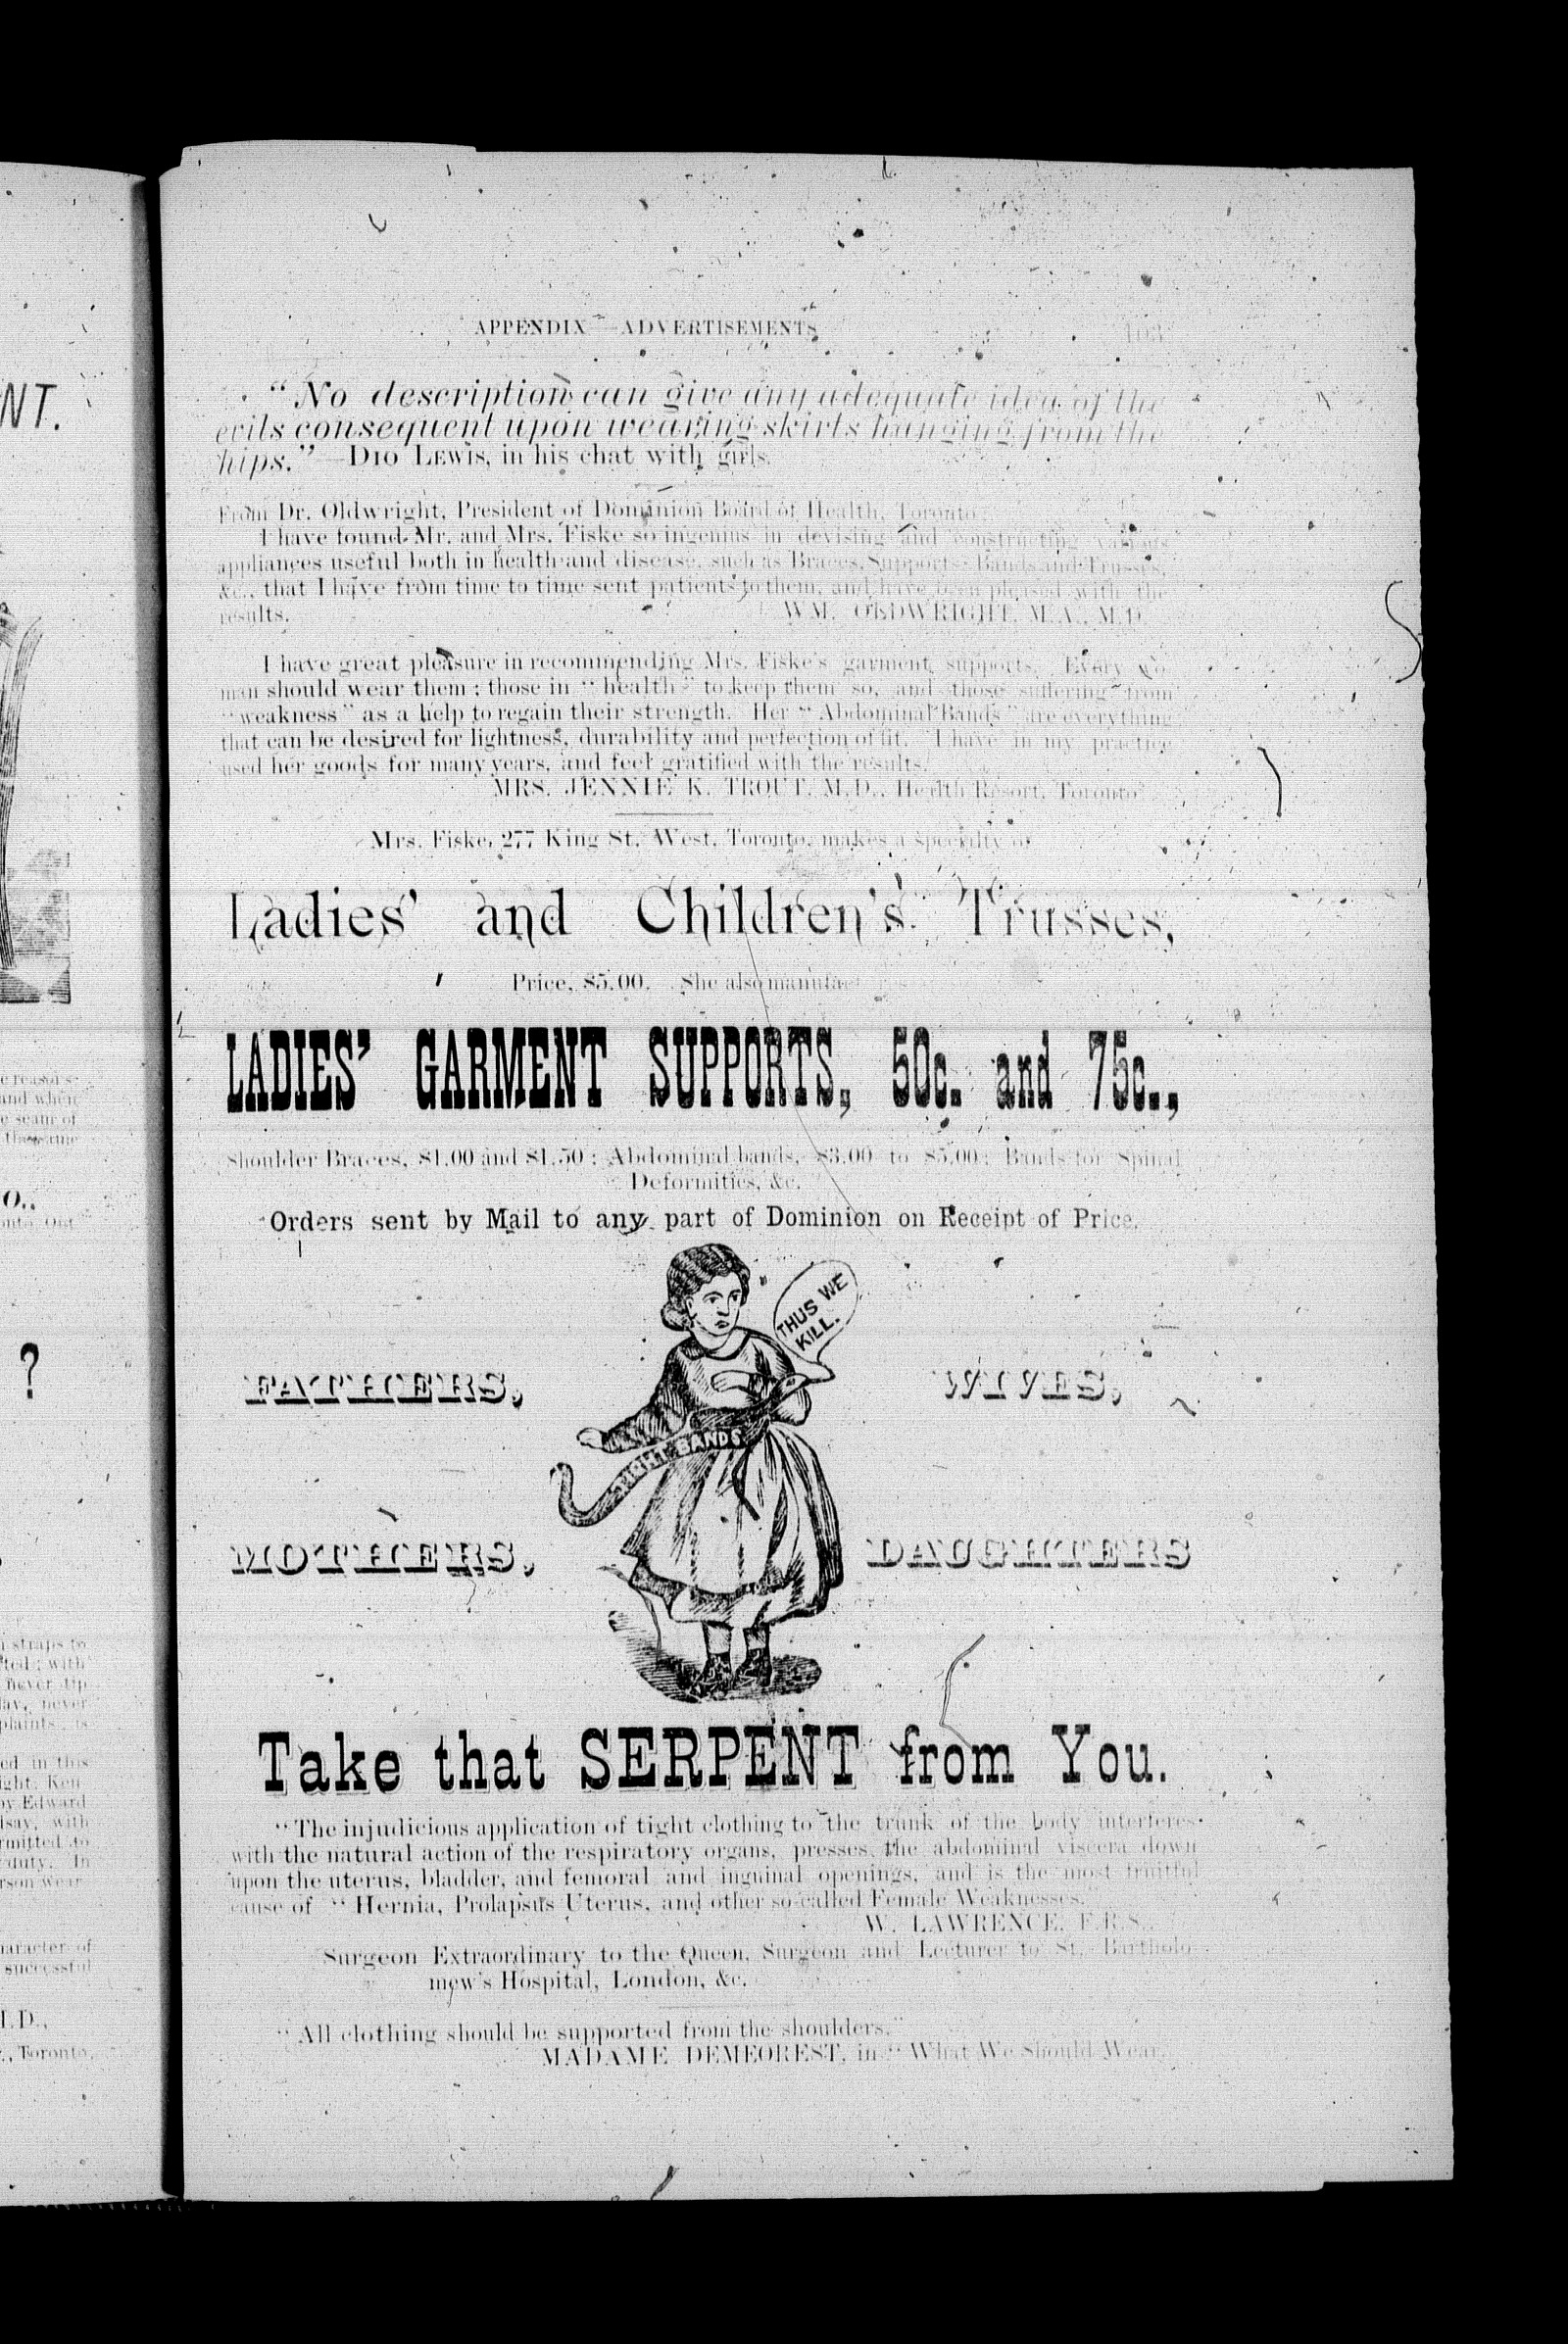 APPENDIX—ADVERTISEMENTS 103
"No description can give any adequate idea of the
evils consequent upon wearing skirts hanging from the
hips."—DIO LEWIS, in his chat with girls.
From Dr. Oldwright, President of Dominion Board of Health, Toronto.
I have found Mr. and Mrs. Fiske so ingenius in devising and constructing various
appliances useful both in health and disease, such as Braces, Supports, Bands and Trusses,
&c., that I have from time to time sent patients to them, and have been pleased with the
results. WM. OLDWRIGHT, M.A., M.D.
I have great pleasure in recommending Mrs. Fiske's garment supports. Every wo
man should wear them; those in "health" to keep them so, and those suffering from
"weakness" as a help to regain their strength. Her "Abdominal Bands" are everything
that can be desired for lightness, durability and perfection of fit. I have in my practice
used her goods for many years, and feel gratified with the results.
MRS. JENNIE K. TROUT, M.D., Health Resort, Toronto
Mrs. Fiske, 277 King St. West, Toronto, makes a specialty of
Ladies' and Children's Trusses,
Price, $5.00. She also manufac
LADIES' GARMENT SUPPORTS, 50c. and 75c.,
Shoulder Braces, $1.00 and $1.50; Abdominal bands, $3.00 to $5.00; Bands for Spinal
Deformities, &c.
Orders sent by Mail to any part of Dominion on Receipt of Price.
THUS WE
KILL.
FATHERS, WIVES,
TIGHT BANDS
MOTHERS, DAUGHTERS
Take that SERPENT from You.
"The injudicious application of tight clothing to the trunk of the body interferes
with the natural action of the respiratory organs, presses the abdominal viscera down
upon the uterus, bladder, and femoral and inguinal openings, and is the most fruitful
cause of "Hernia, Prolapsus Uterus, and other so-called Female Weaknesses."
W. LAWRENCE, F.R.S.,
Surgeon Extraordinary to the Queen, Surgeon and Lecturer to St. Bartholo
mew's Hospital, London, &c.
"All clothing should be supported from the shoulders."
MADAME DEMEOREST, in "What We Should Wear.
NT.
?